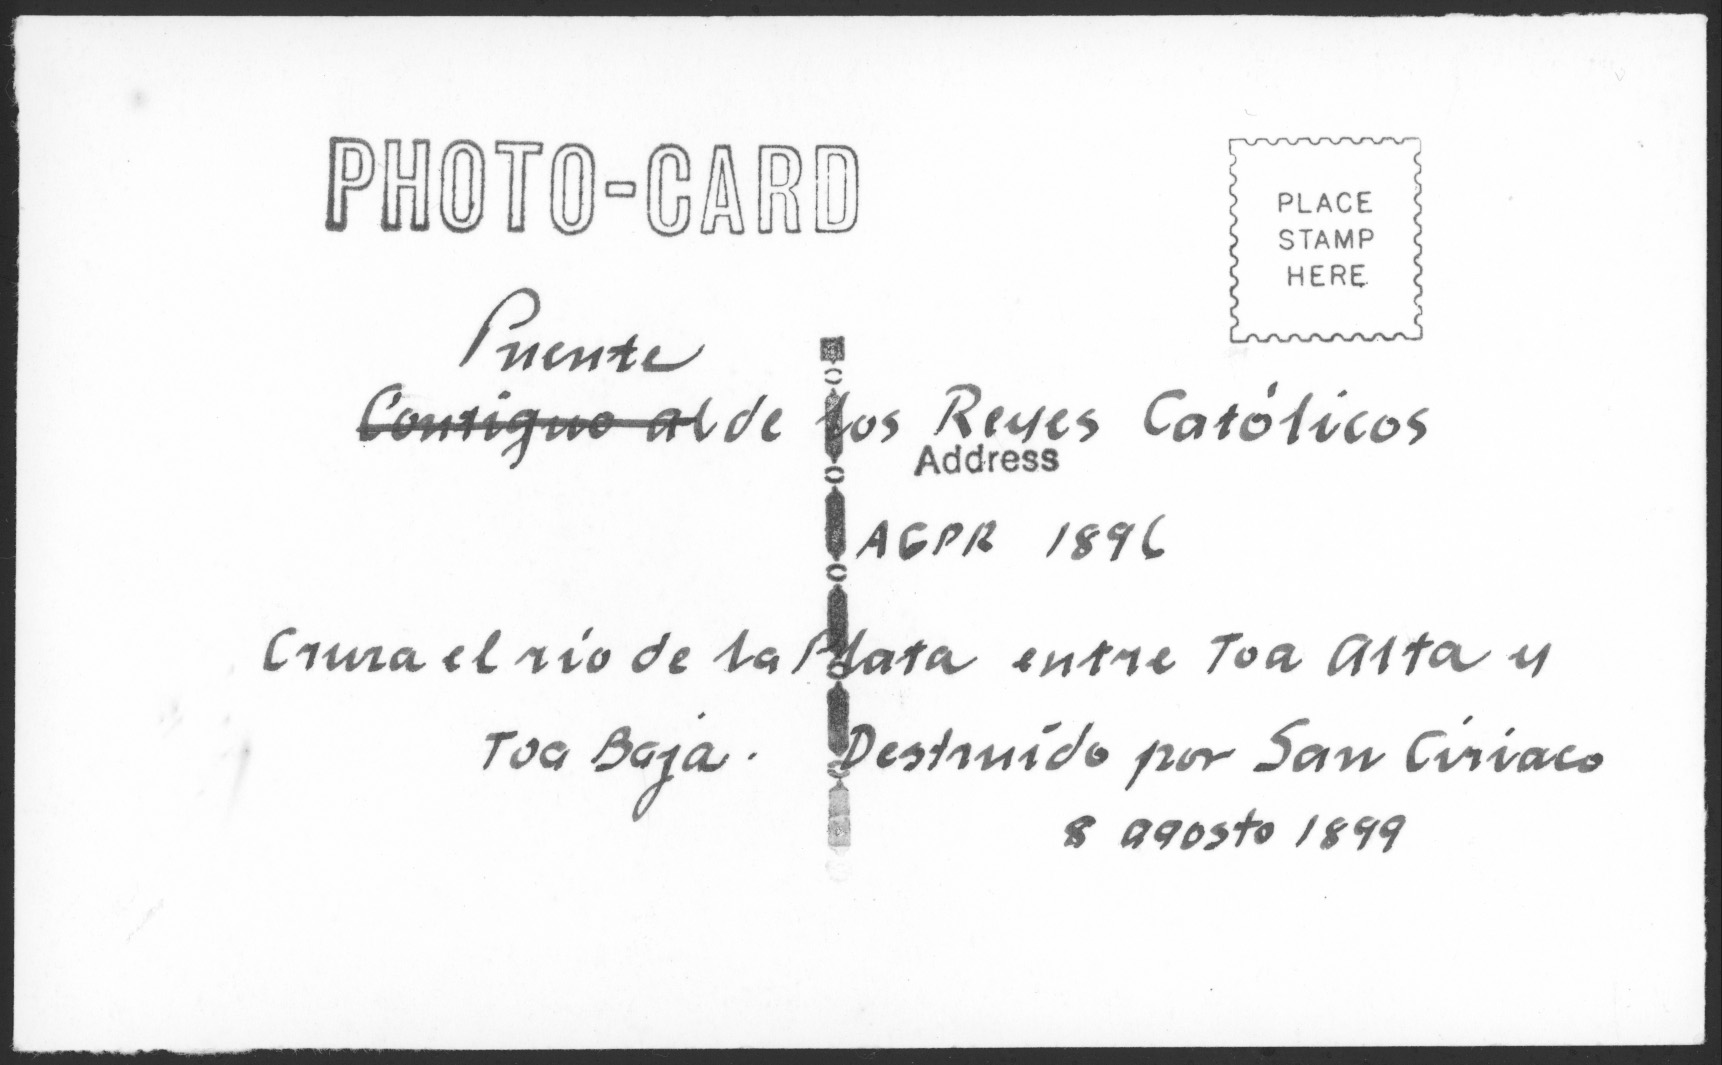 PHOTO-CARD
PLACE
STAMP
HERE
Puente
Contiguo al de los Reyes Católicos
Address
AGPR 1896
Cruza el río de la Plata entre Toa Alta y
Toa Baja. Destruído por San Ciriaco
8 agosto 1899